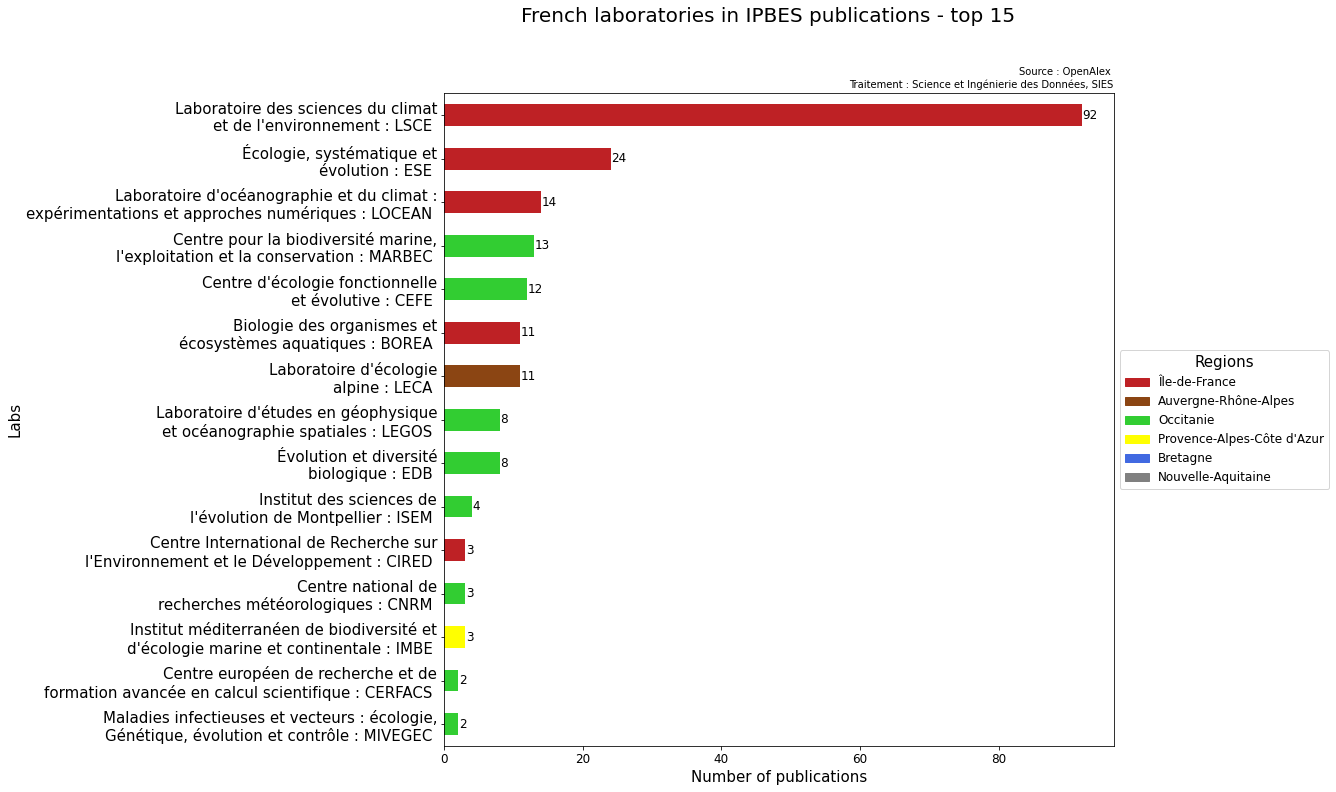 French laboratories in IPBES publications - top 15
Source : OpenAlex
Traitement : Science et Ingénierie des Données, SIES
Laboratoire des sciences du climat
et de l'environnement : LSCE
92
Écologie, systématique et
évolution : ESE
24
Laboratoire d'océanographie et du climat :
expérimentations et approches numériques : LOCEAN
14
Centre pour la biodiversité marine,
l'exploitation et la conservation : MARBEC
13
Centre d'écologie fonctionnelle
et évolutive : CEFE
12
Biologie des organismes et
écosystèmes aquatiques : BOREA
11
Laboratoire d'écologie
alpine : LECA
11
Laboratoire d'études en géophysique
et océanographie spatiales : LEGOS
8
Évolution et diversité
biologique : EDB
8
Institut des sciences de
l'évolution de Montpellier : ISEM
4
Centre International de Recherche sur
l'Environnement et le Développement : CIRED
3
Centre national de
recherches météorologiques : CNRM
3
Institut méditerranéen de biodiversité et
d'écologie marine et continentale : IMBE
3
Centre européen de recherche et de
formation avancée en calcul scientifique : CERFACS
2
Maladies infectieuses et vecteurs : écologie,
Génétique, évolution et contrôle : MIVEGEC
2
Labs
0 20 40 60 80
Number of publications
Regions
Île-de-France
Auvergne-Rhône-Alpes
Occitanie
Provence-Alpes-Côte d'Azur
Bretagne
Nouvelle-Aquitaine